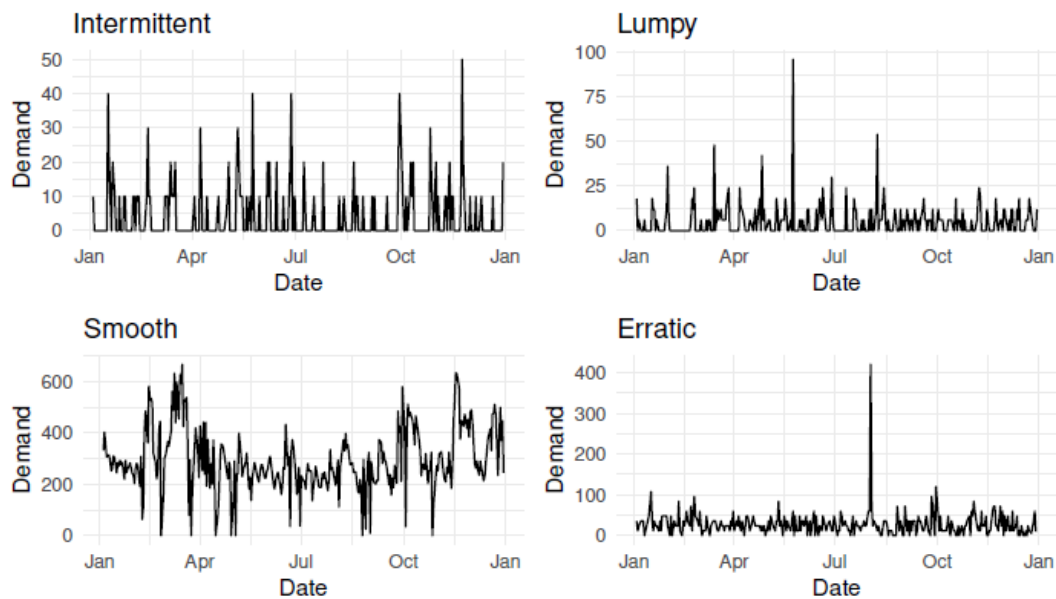 Intermittent
50
40
30
20
10
0
Demand
Jan Apr Jul Oct Jan
Date
Lumpy
100
75
50
25
0
Demand
Jan Apr Jul Oct Jan
Date
Smooth
600
400
200
0
Demand
Jan Apr Jul Oct Jan
Date
Erratic
400
300
200
100
0
Demand
Jan Apr Jul Oct Jan
Date